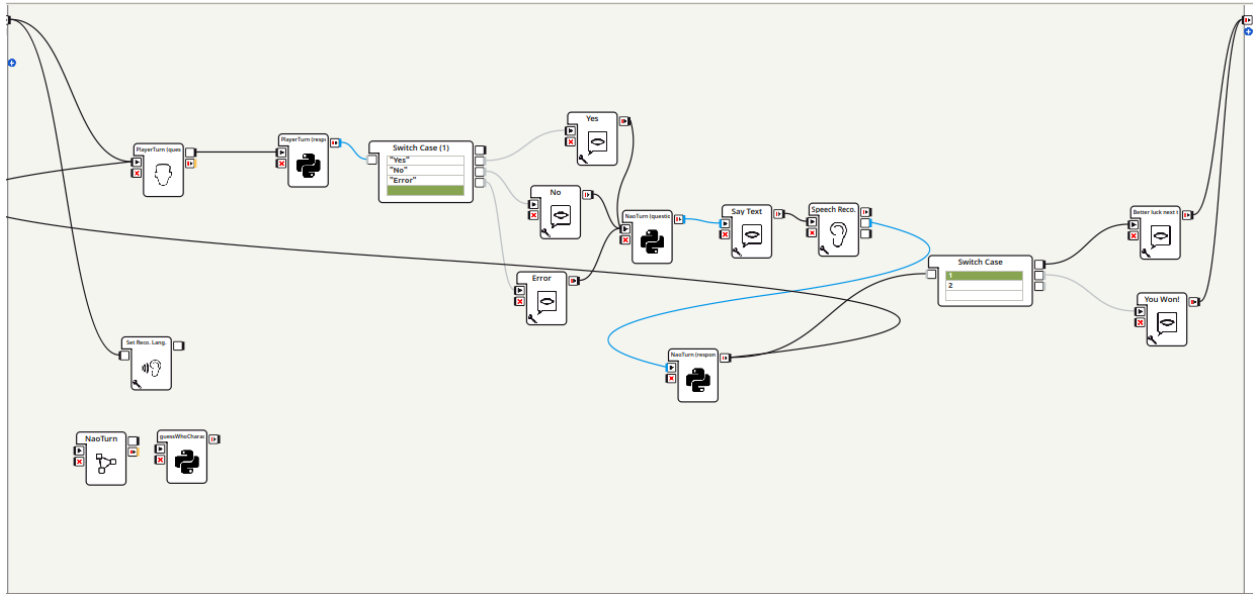 Yes
PlayerTurn (ques
PlayerTurn (resp
Switch Case (1)
"Yes"
"No"
"Error"
No
NaoTurn (questic
Say Text
Speech Reco.
Error
Switch Case
1
2
Better luck next t
You Won!
Set Reco. Lang.
NaoTurn (respon
NaoTurn
guessWhoCharac